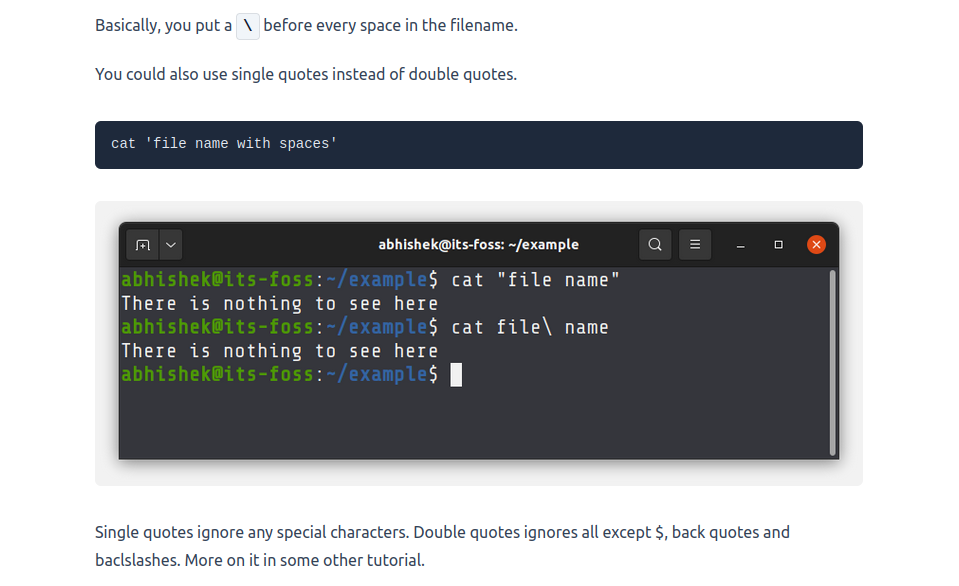 Basically, you put a \ before every space in the filename.
You could also use single quotes instead of double quotes.
cat 'file name with spaces'
abhishek@its-foss: ~/example
abhishek@its-foss:~/example$ cat "file name"
There is nothing to see here
abhishek@its-foss:~/example$ cat file\ name
There is nothing to see here
abhishek@its-foss:~/example$
Single quotes ignore any special characters. Double quotes ignores all except $, back quotes and
baclslashes. More on it in some other tutorial.